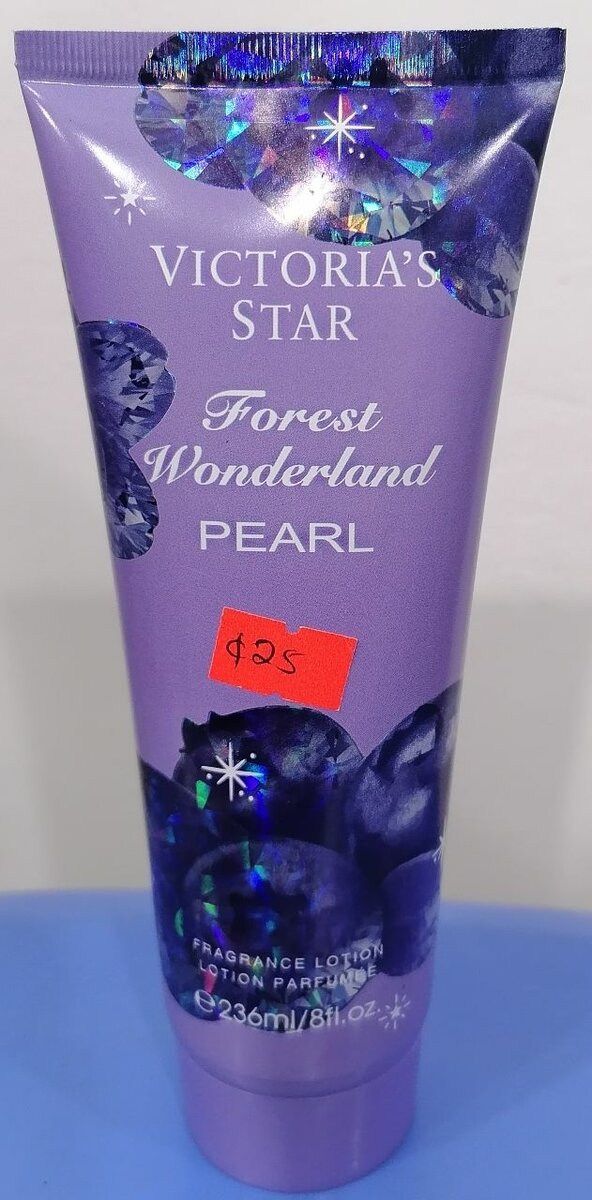 VICTORIA'S
STAR
Forest
Wonderland
PEARL
¢25
FRAGRANCE LOTION
LOTION PARFUMÉE
℮236ml/8fl.oz.